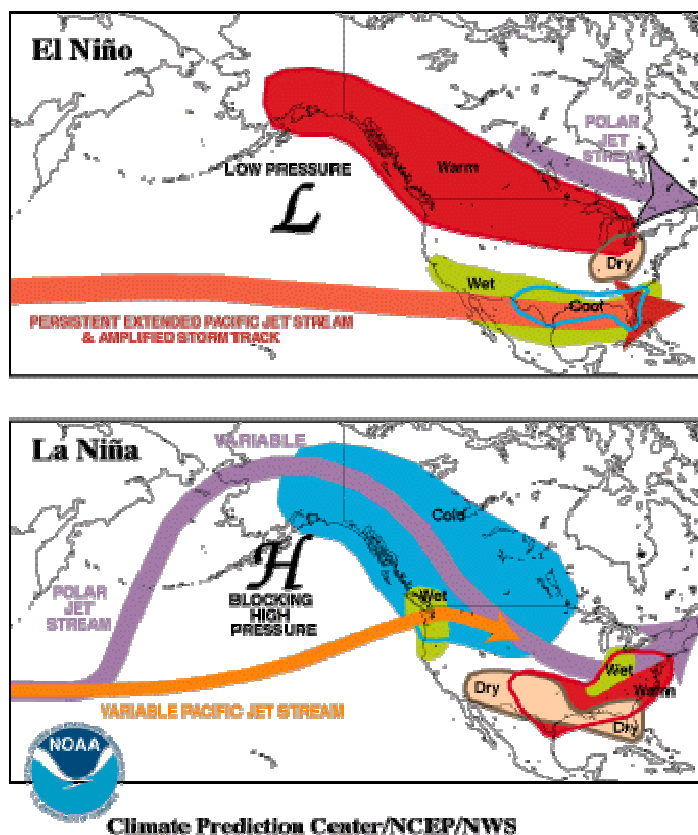 El Niño
POLAR
JET
STREAM
LOW PRESSURE
Warm
L
Dry
Wet
Cool
PERSISTENT EXTENDED PACIFIC JET STREAM
& AMPLIFIED STORM TRACK
La Niña
VARIABLE
Cold
H
BLOCKING
HIGH
PRESSURE
Wet
POLAR
JET
STREAM
Wet
Dry
Warm
VARIABLE PACIFIC JET STREAM
Dry
NOAA
Climate Prediction Center/NCEP/NWS